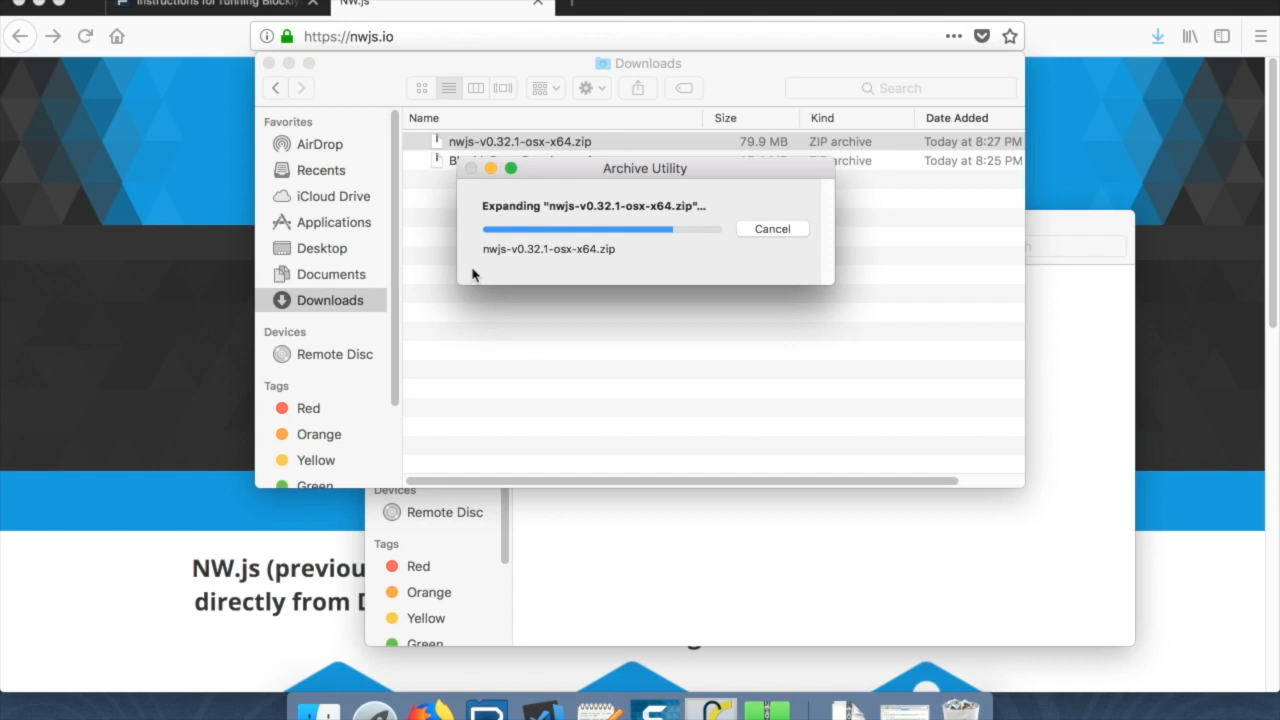 Instructions for running Blockly
NW.js
https://nwjs.io
Downloads
Search
Favorites
AirDrop
Recents
iCloud Drive
Applications
Desktop
Documents
Downloads
Devices
Remote Disc
Tags
Red
Orange
Yellow
Green
Name Size Kind Date Added
nwjs-v0.32.1-osx-x64.zip 79.9 MB ZIP archive Today at 8:27 PM
archive Today at 8:25 PM
Archive Utility
Expanding "nwjs-v0.32.1-osx-x64.zip"...
Cancel
nwjs-v0.32.1-osx-x64.zip
Devices
Remote Disc
Tags
Red
Orange
Yellow
Green
NW.js (previou
directly from D